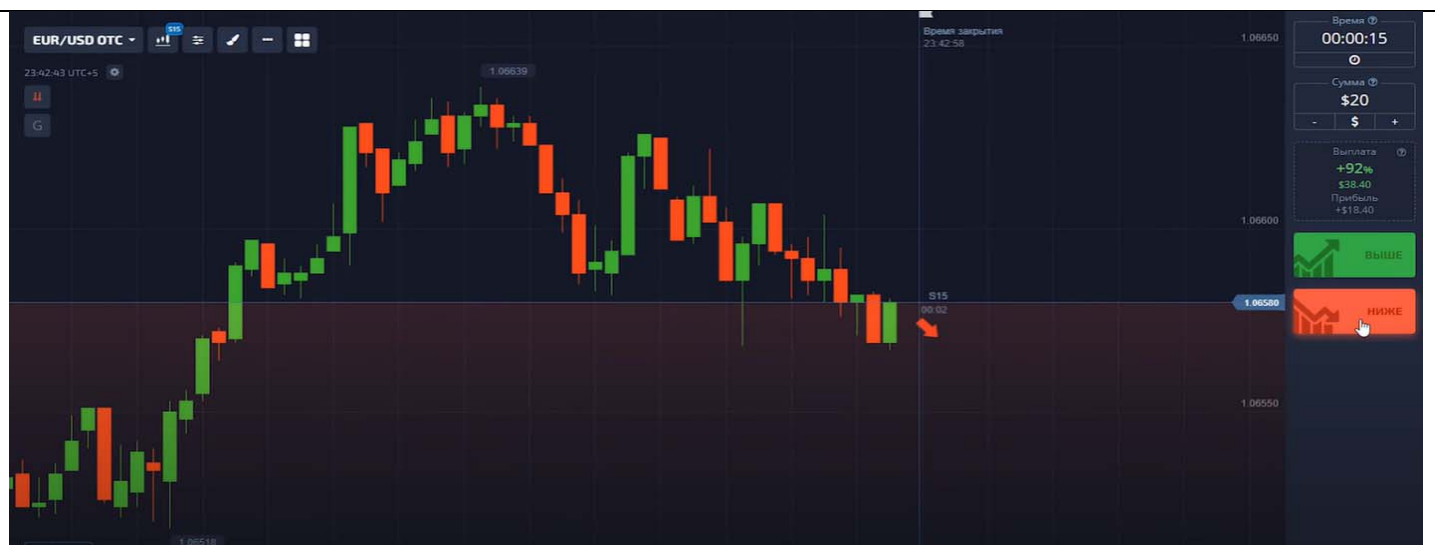 EUR/USD OTC
S15
23:42:43 UTC+5
G
1.06639
Время закрытия
23:42:58
S15
00:02
1.06518
1.06650
1.06600
1.06580
1.06550
Время
00:00:15
Сумма
$20
- $ +
Выплата
+92%
$38.40
Прибыль
+$18.40
ВЫШЕ
НИЖЕ